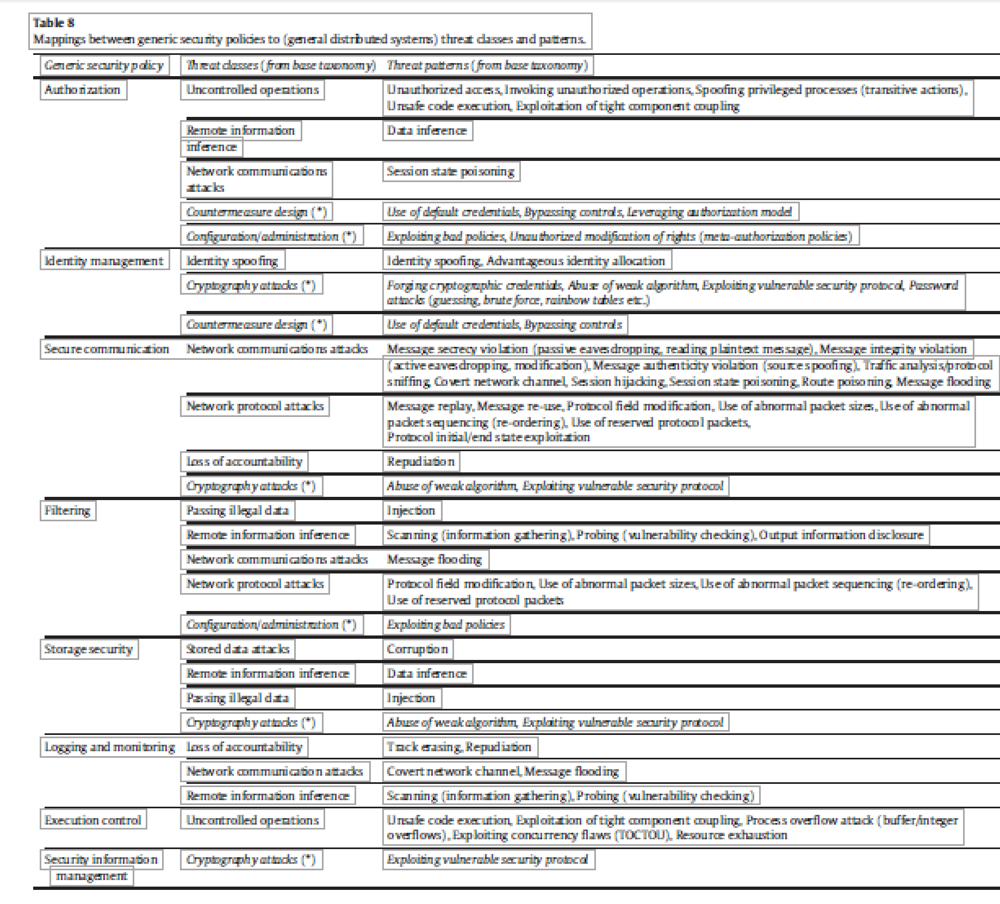 Table 8
Mappings between generic security policies to (general distributed systems) threat classes and patterns.
Generic security policy Threat classes (from base taxonomy) Threat patterns (from base taxonomy)
Authorization Uncontrolled operations Unauthorized access, Invoking unauthorized operations, Spoofing privileged processes (transitive actions),
Unsafe code execution, Exploitation of tight component coupling
Remote information Data inference
inference
Network communications Session state poisoning
attacks
Countermeasure design (*) Use of default credentials, Bypassing controls, Leveraging authorization model
Configuration/administration (*) Exploiting bad policies, Unauthorized modification of rights (meta-authorization policies)
Identity management Identity spoofing Identity spoofing, Advantageous identity allocation
Cryptography attacks (*) Forging cryptographic credentials, Abuse of weak algorithm, Exploiting vulnerable security protocol, Password
attacks (guessing, brute force, rainbow tables etc.)
Countermeasure design (*) Use of default credentials, Bypassing controls
Secure communication Network communications attacks Message secrecy violation (passive eavesdropping, reading plaintext message), Message integrity violation
(active eavesdropping, modification), Message authenticity violation (source spoofing), Traffic analysis/protocol
sniffing, Covert network channel, Session hijacking, Session state poisoning, Route poisoning, Message flooding
Network protocol attacks Message replay, Message re-use, Protocol field modification, Use of abnormal packet sizes, Use of abnormal
packet sequencing (re-ordering), Use of reserved protocol packets,
Protocol initial/end state exploitation
Loss of accountability Repudiation
Cryptography attacks (*) Abuse of weak algorithm, Exploiting vulnerable security protocol
Filtering Passing illegal data Injection
Remote information inference Scanning (information gathering), Probing (vulnerability checking), Output information disclosure
Network communications attacks Message flooding
Network protocol attacks Protocol field modification, Use of abnormal packet sizes, Use of abnormal packet sequencing (re-ordering),
Use of reserved protocol packets
Configuration/administration (*) Exploiting bad policies
Storage security Stored data attacks Corruption
Remote information inference Data inference
Passing illegal data Injection
Cryptography attacks (*) Abuse of weak algorithm, Exploiting vulnerable security protocol
Logging and monitoring Loss of accountability Track erasing, Repudiation
Network communication attacks Covert network channel, Message flooding
Remote information inference Scanning (information gathering), Probing (vulnerability checking)
Execution control Uncontrolled operations Unsafe code execution, Exploitation of tight component coupling, Process overflow attack (buffer/integer
overflows), Exploiting concurrency flaws (TOCTOU), Resource exhaustion
Security information Cryptography attacks (*) Exploiting vulnerable security protocol
management